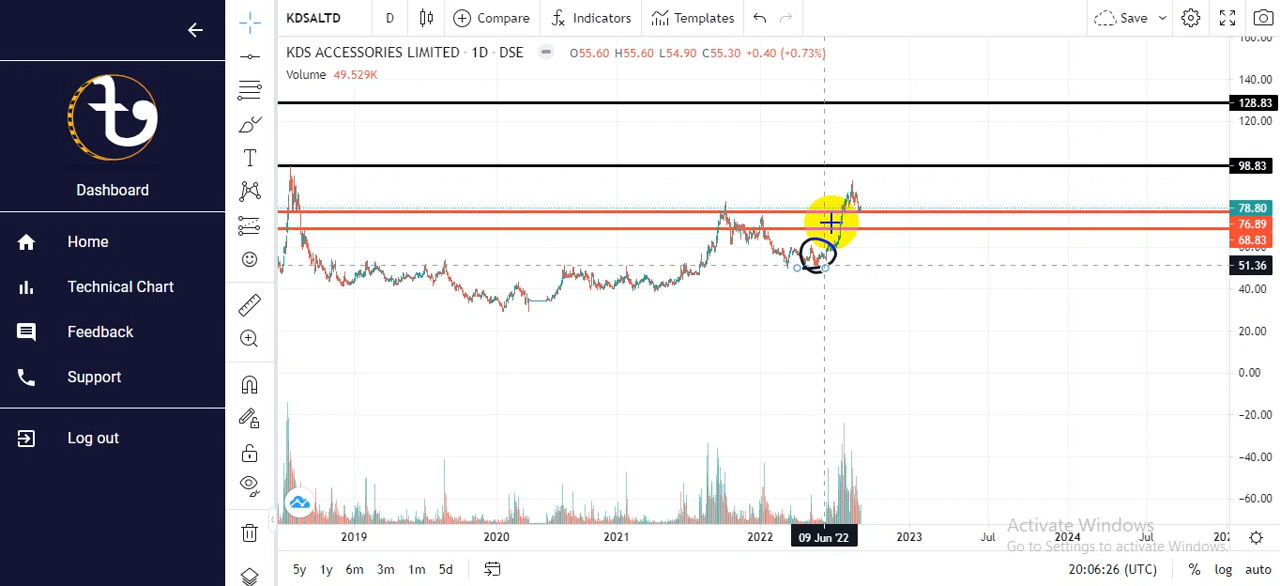 KDSALTD D Compare Indicators Templates Save
KDS ACCESSORIES LIMITED · 1D · DSE O55.60 H55.60 L54.90 C55.30 +0.40 (+0.73%)
Volume 49.529K
Dashboard
Home
Technical Chart
Feedback
Support
Log out
160.00
140.00
128.83
120.00
98.83
78.80
76.89
68.83
51.36
40.00
20.00
0.00
−20.00
−40.00
−60.00
2019 2020 2021 2022 09 Jun '22 2023 Jul 2024 Jul
Activate Windows
Go to Settings to activate Windows.
5y 1y 6m 3m 1m 5d 20:06:26 (UTC) % log auto